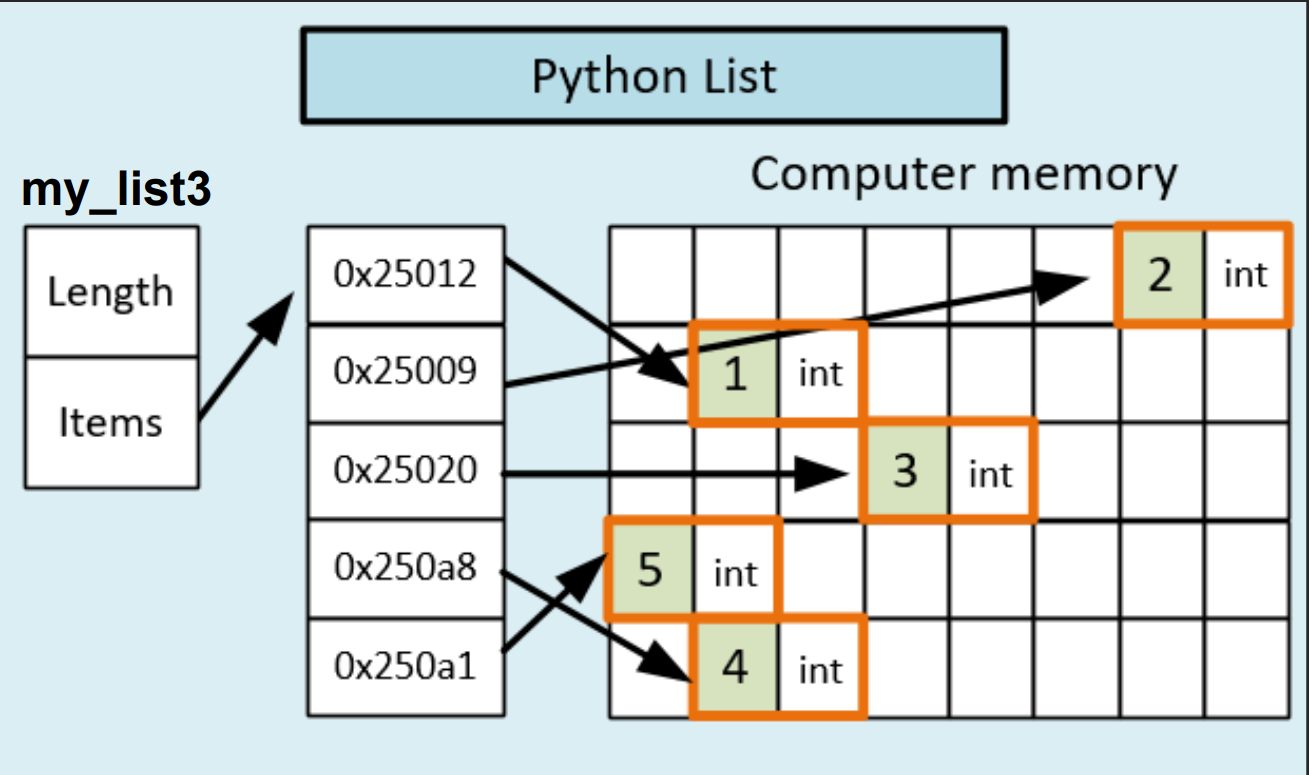 Python List
my_list3
Computer memory
Length
Items
0x25012
0x25009
0x25020
0x250a8
0x250a1
2 int
1 int
3 int
5 int
4 int